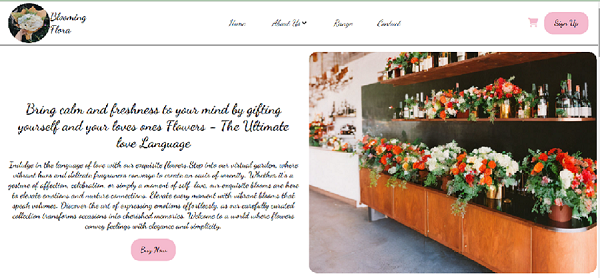 Blooming
Flora
Home
About Us
Range
Contact
Sign Up
Bring calm and freshness to your mind by gifting
yourself and your loves ones Flowers - The Ultimate
love Language
Indulge in the language of love with our exquisite flowers.Step into our virtual garden, where
vibrant hues and delicate fragrances converge to create an oasis of serenity. Whether it's a
gesture of affection, celebration, or simply a moment of self-love, our exquisite blooms are here
to elevate emotions and nurture connections. Elevate every moment with vibrant blooms that
speak volumes. Discover the art of expressing emotions effortlessly, as our carefully curated
collection transforms occasions into cherished memories. Welcome to a world where flowers
convey feelings with elegance and simplicity.
Buy Now